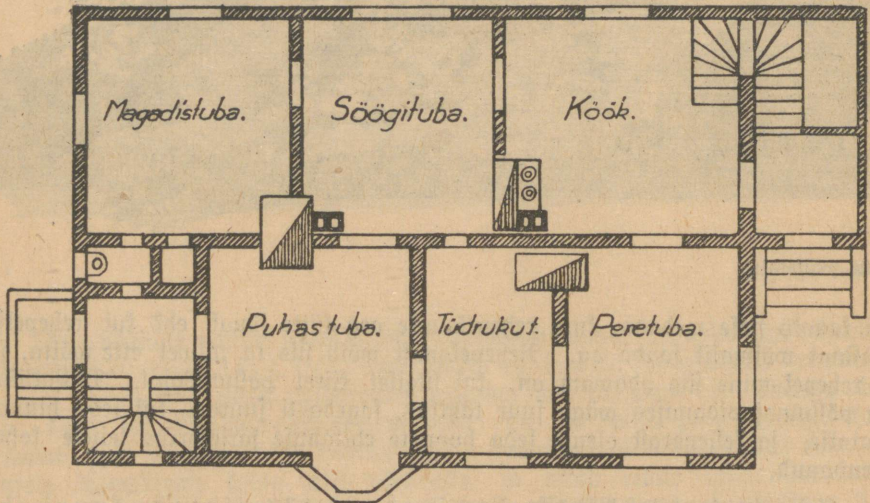 Magadistuba.
Söögituba.
Köök.
Puhas tuba.
Tüdrukut.
Peretuba.